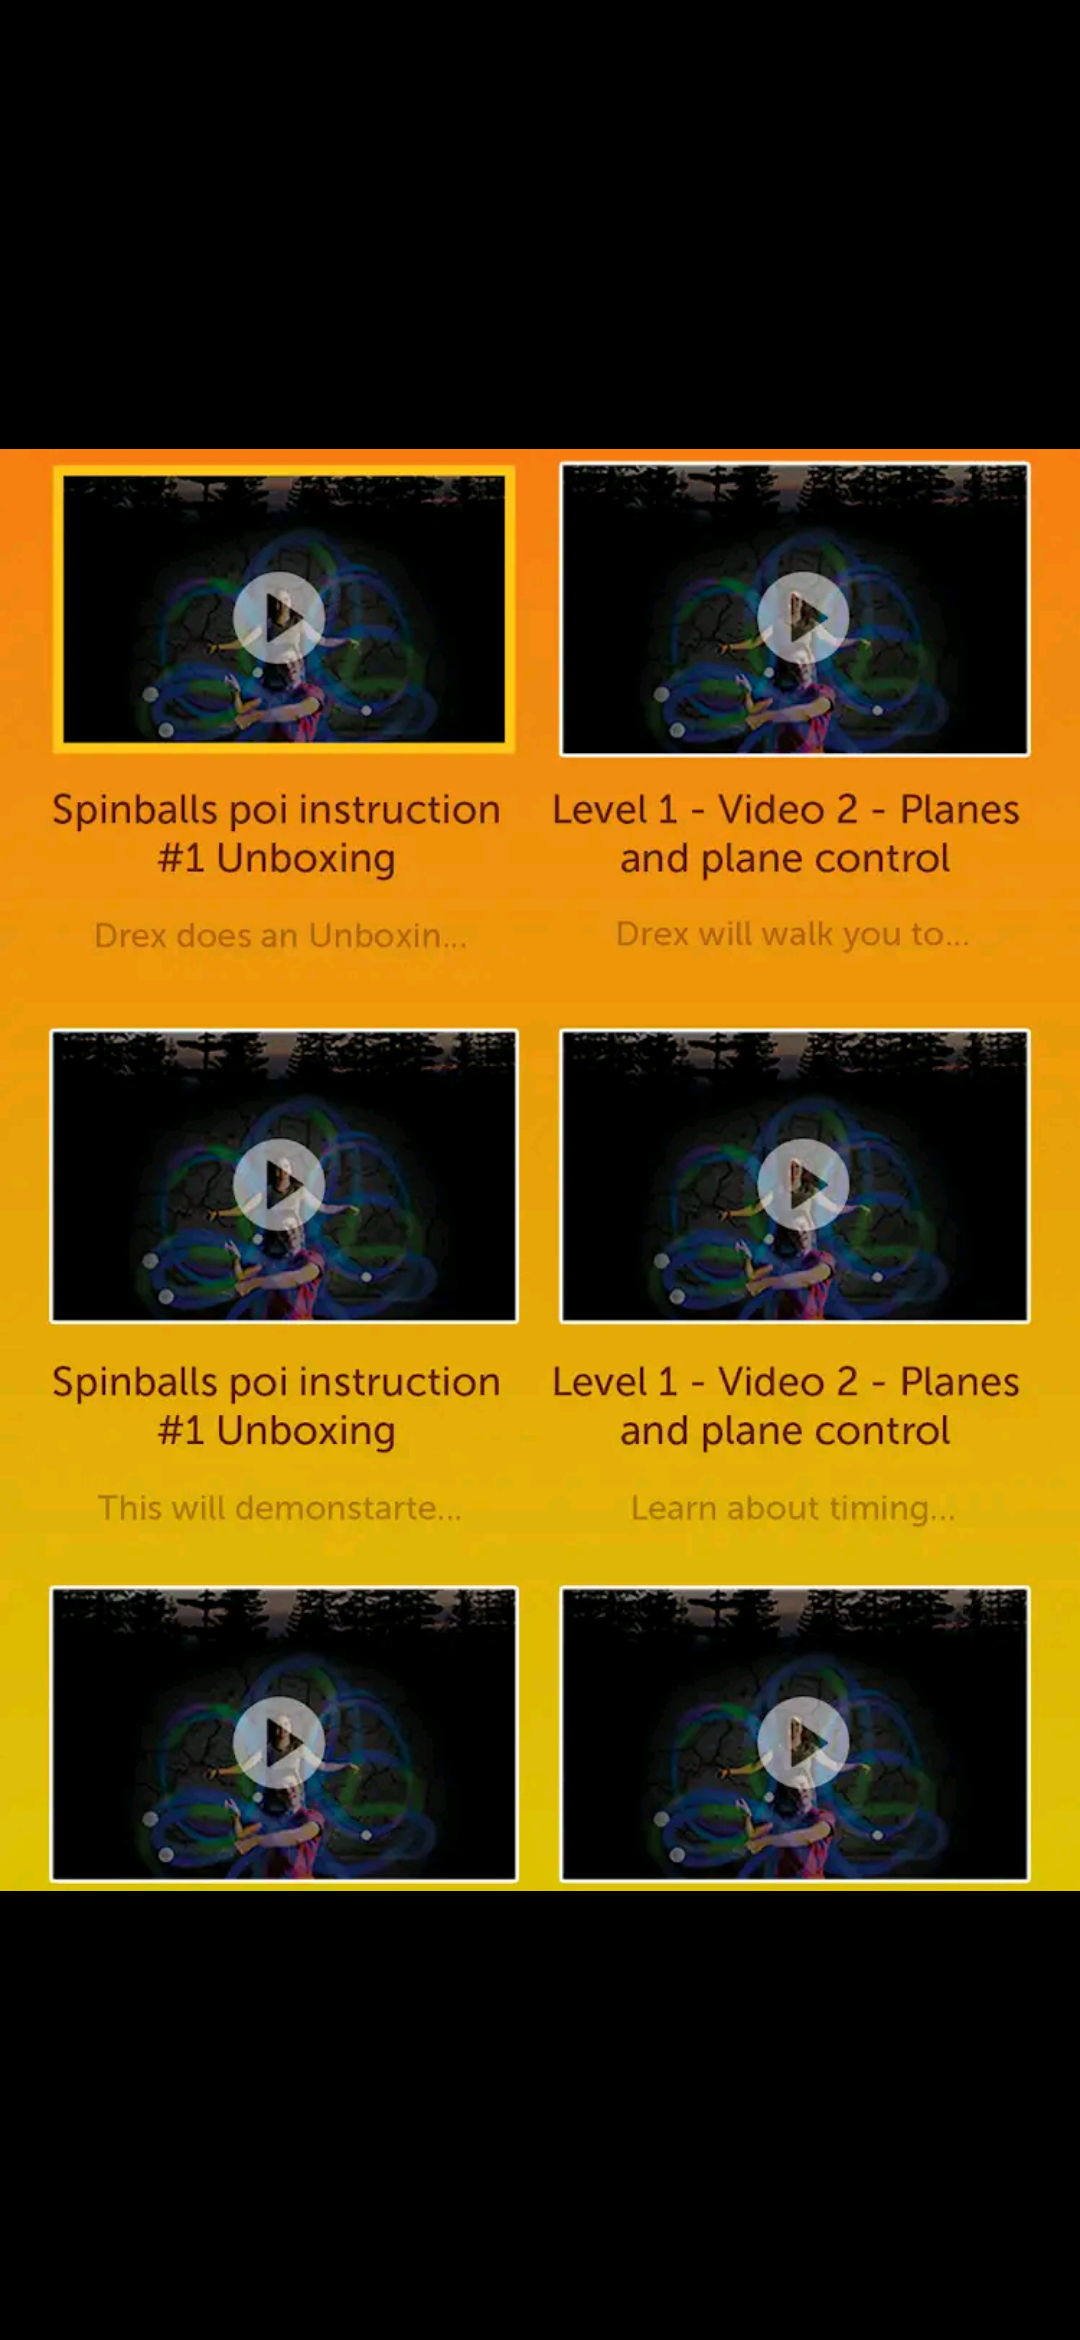 Spinballs poi instruction
#1 Unboxing
Drex does an Unboxin...
Level 1 - Video 2 - Planes
and plane control
Drex will walk you to...
Spinballs poi instruction
#1 Unboxing
This will demonstarte...
Level 1 - Video 2 - Planes
and plane control
Learn about timing...